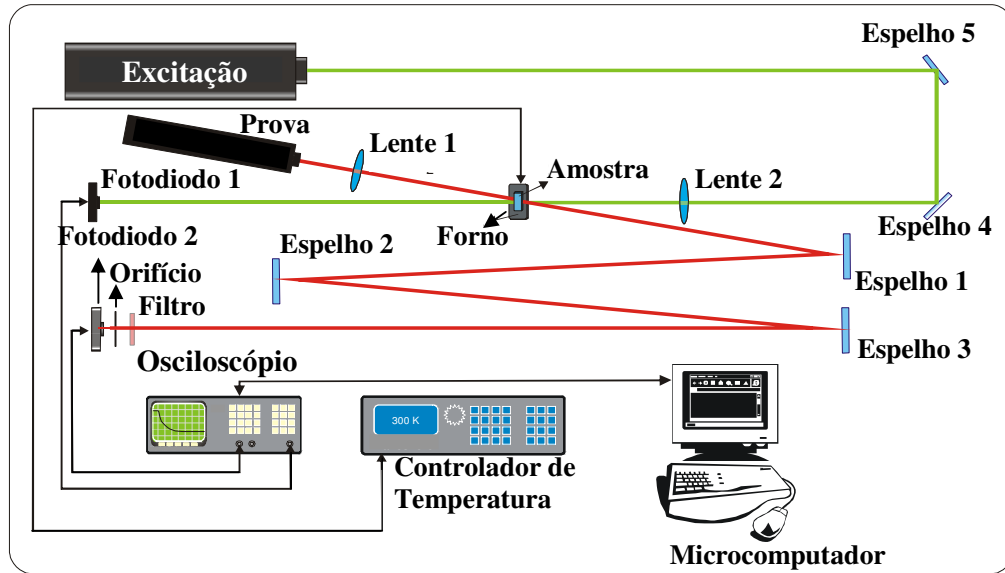 Espelho 5
Excitação
Prova
Lente 1
Amostra
Lente 2
Fotodiodo 1
Espelho 4
Fotodiodo 2
Espelho 2
Forno
Orifício
Espelho 1
Filtro
Espelho 3
Osciloscópio
300 K
Controlador de
Temperatura
Microcomputador